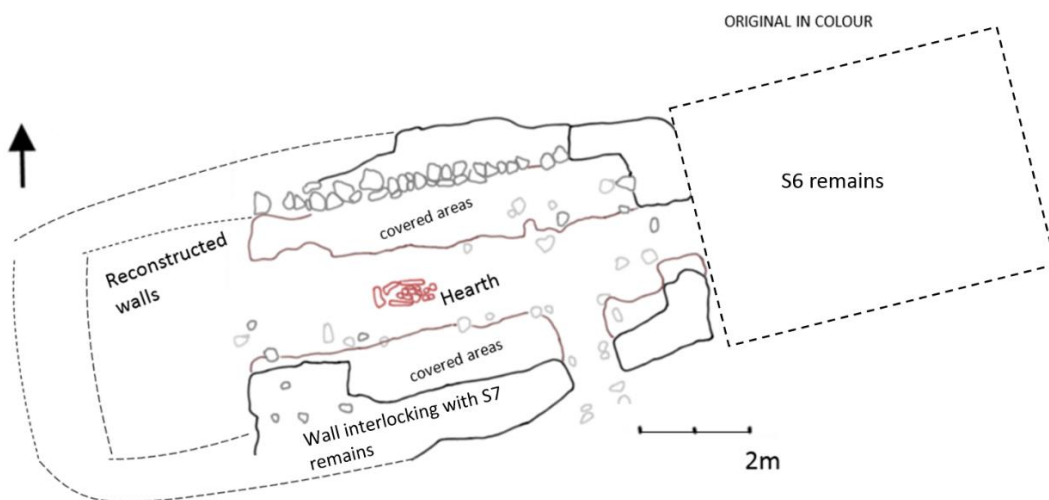 ORIGINAL IN COLOUR
S6 remains
covered areas
Reconstructed
walls
Hearth
covered areas
Wall interlocking with S7
remains
2m